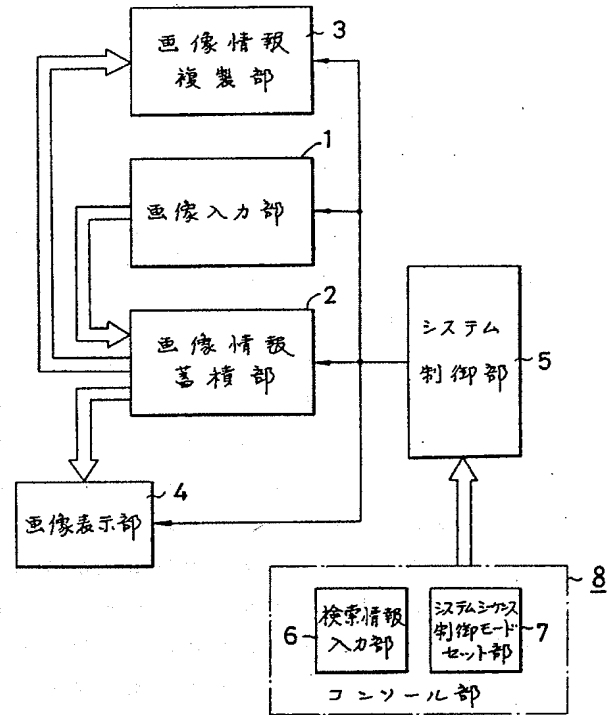 画像情報
複製部
3
1
画像入力部
2
画像情報
蓄積部
システム
制御部
5
4
画像表示部
8
検索情報
入力部
6
システムシーケンス
制御モード
セット部
7
コンソール部